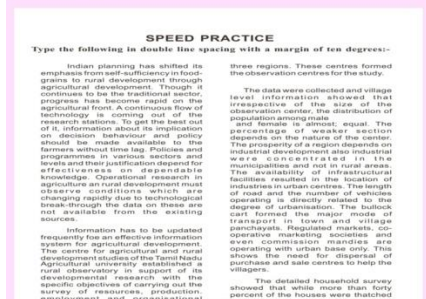 SPEED PRACTICE
Type the following in double line spacing with a margin of ten degrees:-
Indian planning has shifted its
emphasis from self-sufficiency in food-
grains to rural development through
agricultural development. Though it
continues to be the traditional sector,
progress has become rapid on the
agricultural front. A continuous flow of
technology is coming out of the
research stations. To get the best out
of it, information about its implication
on decision behaviour and policy
should be made available to the
farmers without time lag. Policies and
programmes in various sectors and
levels and their justification depend for
effectiveness on dependable
knowledge. Operational research in
agriculture an rural development must
observe conditions which are
changing rapidly due to technological
break-through the data on these are
not available from the existing
sources.
Information has to be updated
frequently foe an effective information
system for agricultural development.
The centre for agricultural and rural
development studies of the Tamil Nadu
Agricultural university established a
rural observatory in support of its
developmental research with the
specific objectives of carrying out the
survey of resources, production,
employment and organisational
three regions. These centres formed
the observation centres for the study.
The data were collected and village
level information showed that
irrespective of the size of the
observation center, the distribution of
population among male
and female is almost; equal. The
percentage of weaker section
depends on the nature of the center.
The prosperity of a region depends on
industrial development also industrial
were concentrated in the
municipalities and not in rural areas.
The availability of infrastructural
facilities resulted in the location of
industries in urban centres. The length
of road and the number of vehicles
operating is directly related to the
degree of urbanisation. The bullock
cart formed the major mode of
transport in town and village
panchayats. Regulated markets, co-
operative marketing societies and
even commission mandies are
operating with urban base only. This
shows the need for dispersal of
purchase and sale centres to help the
villagers.
The detailed household survey
showed that while more than forty
percent of the houses were thatched